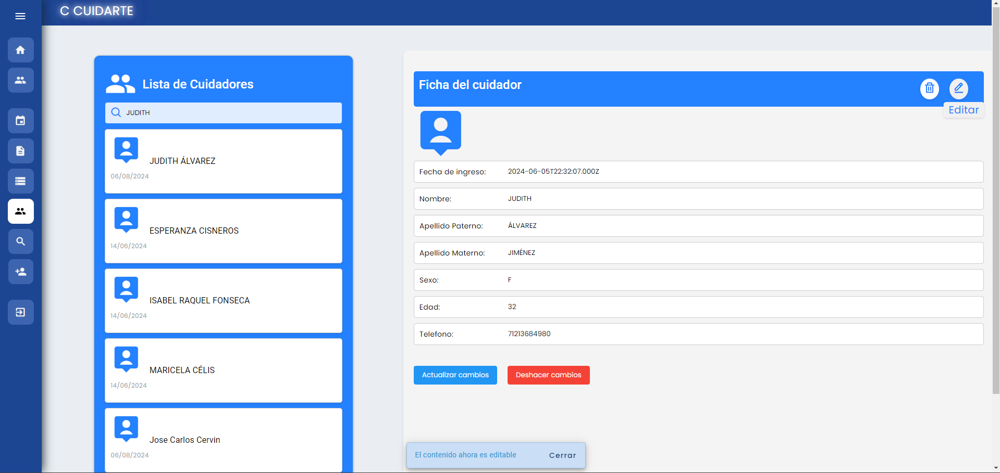 C CUIDARTE
Lista de Cuidadores
JUDITH
JUDITH ÁLVAREZ
06/08/2024
ESPERANZA CISNEROS
14/06/2024
ISABEL RAQUEL FONSECA
14/06/2024
MARICELA CÉLIS
14/06/2024
Jose Carlos Cervin
06/08/2024
Ficha del cuidador
Editar
Fecha de ingreso: 2024-06-05T22:32:07.000Z
Nombre: JUDITH
Apellido Paterno: ÁLVAREZ
Apellido Materno: JIMÉNEZ
Sexo: F
Edad: 32
Telefono: 71213684980
Actualizar cambios Deshacer cambios
El contenido ahora es editable Cerrar